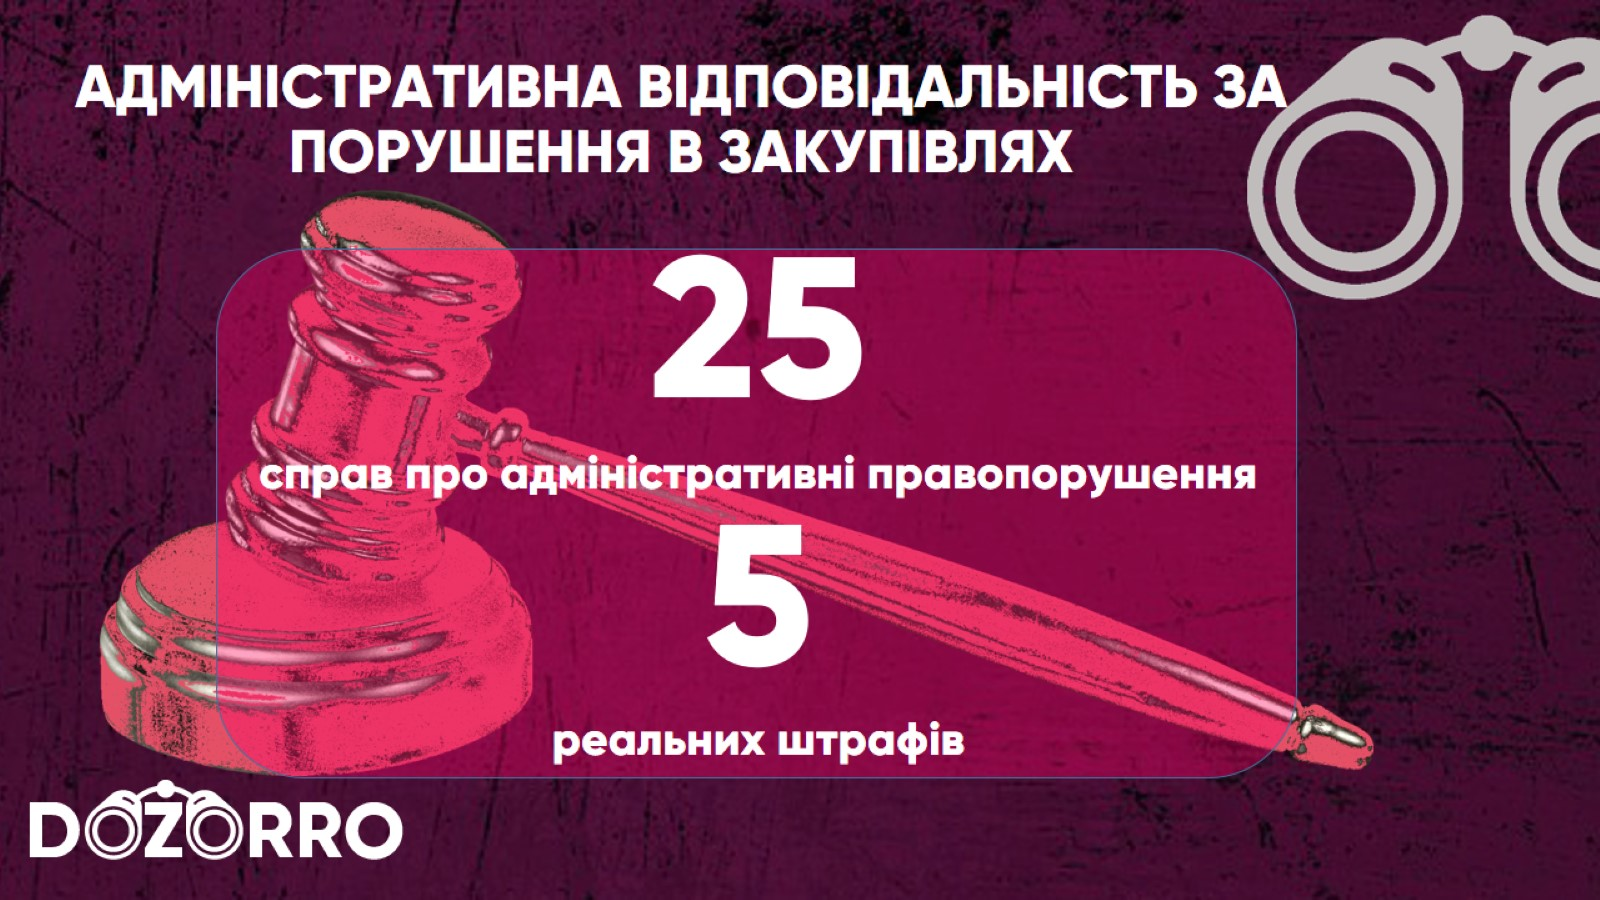 АДМІНІСТРАТИВНА ВІДПОВІДАЛЬНІСТЬ ЗА
ПОРУШЕННЯ В ЗАКУПІВЛЯХ
25
справ про адміністративні правопорушення
5
реальних штрафів
DOZORRO